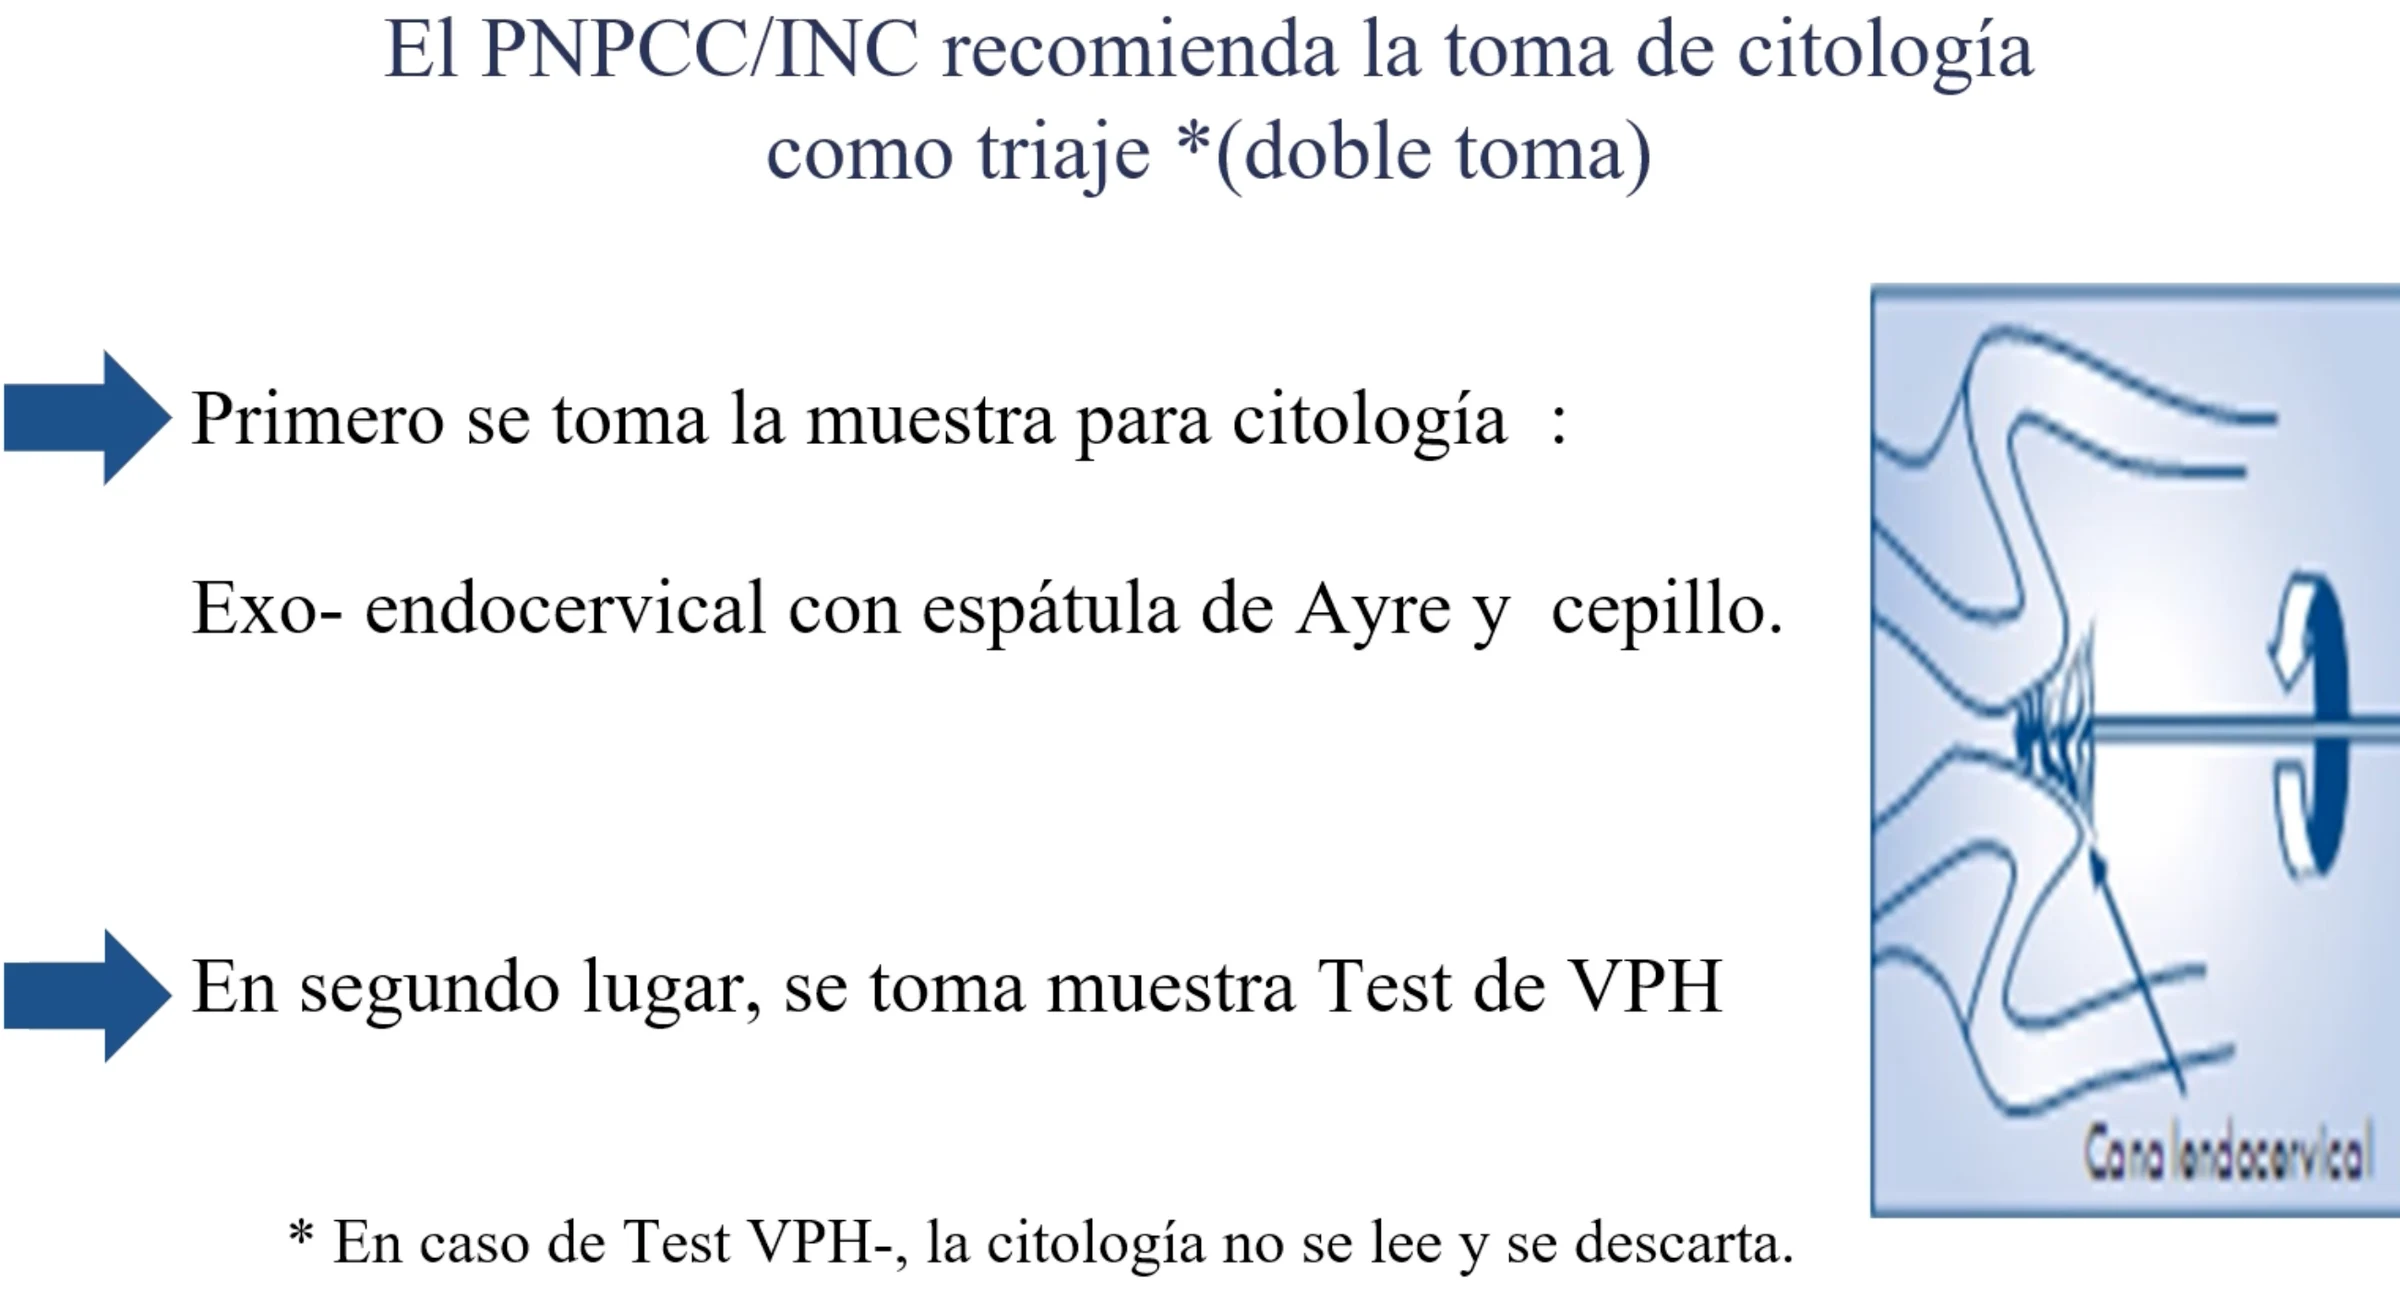 El PNPCC/INC recomienda la toma de citología
como triaje *(doble toma)
Primero se toma la muestra para citología :
Exo- endocervical con espátula de Ayre y cepillo.
En segundo lugar, se toma muestra Test de VPH
Canal endocervical
* En caso de Test VPH-, la citología no se lee y se descarta.